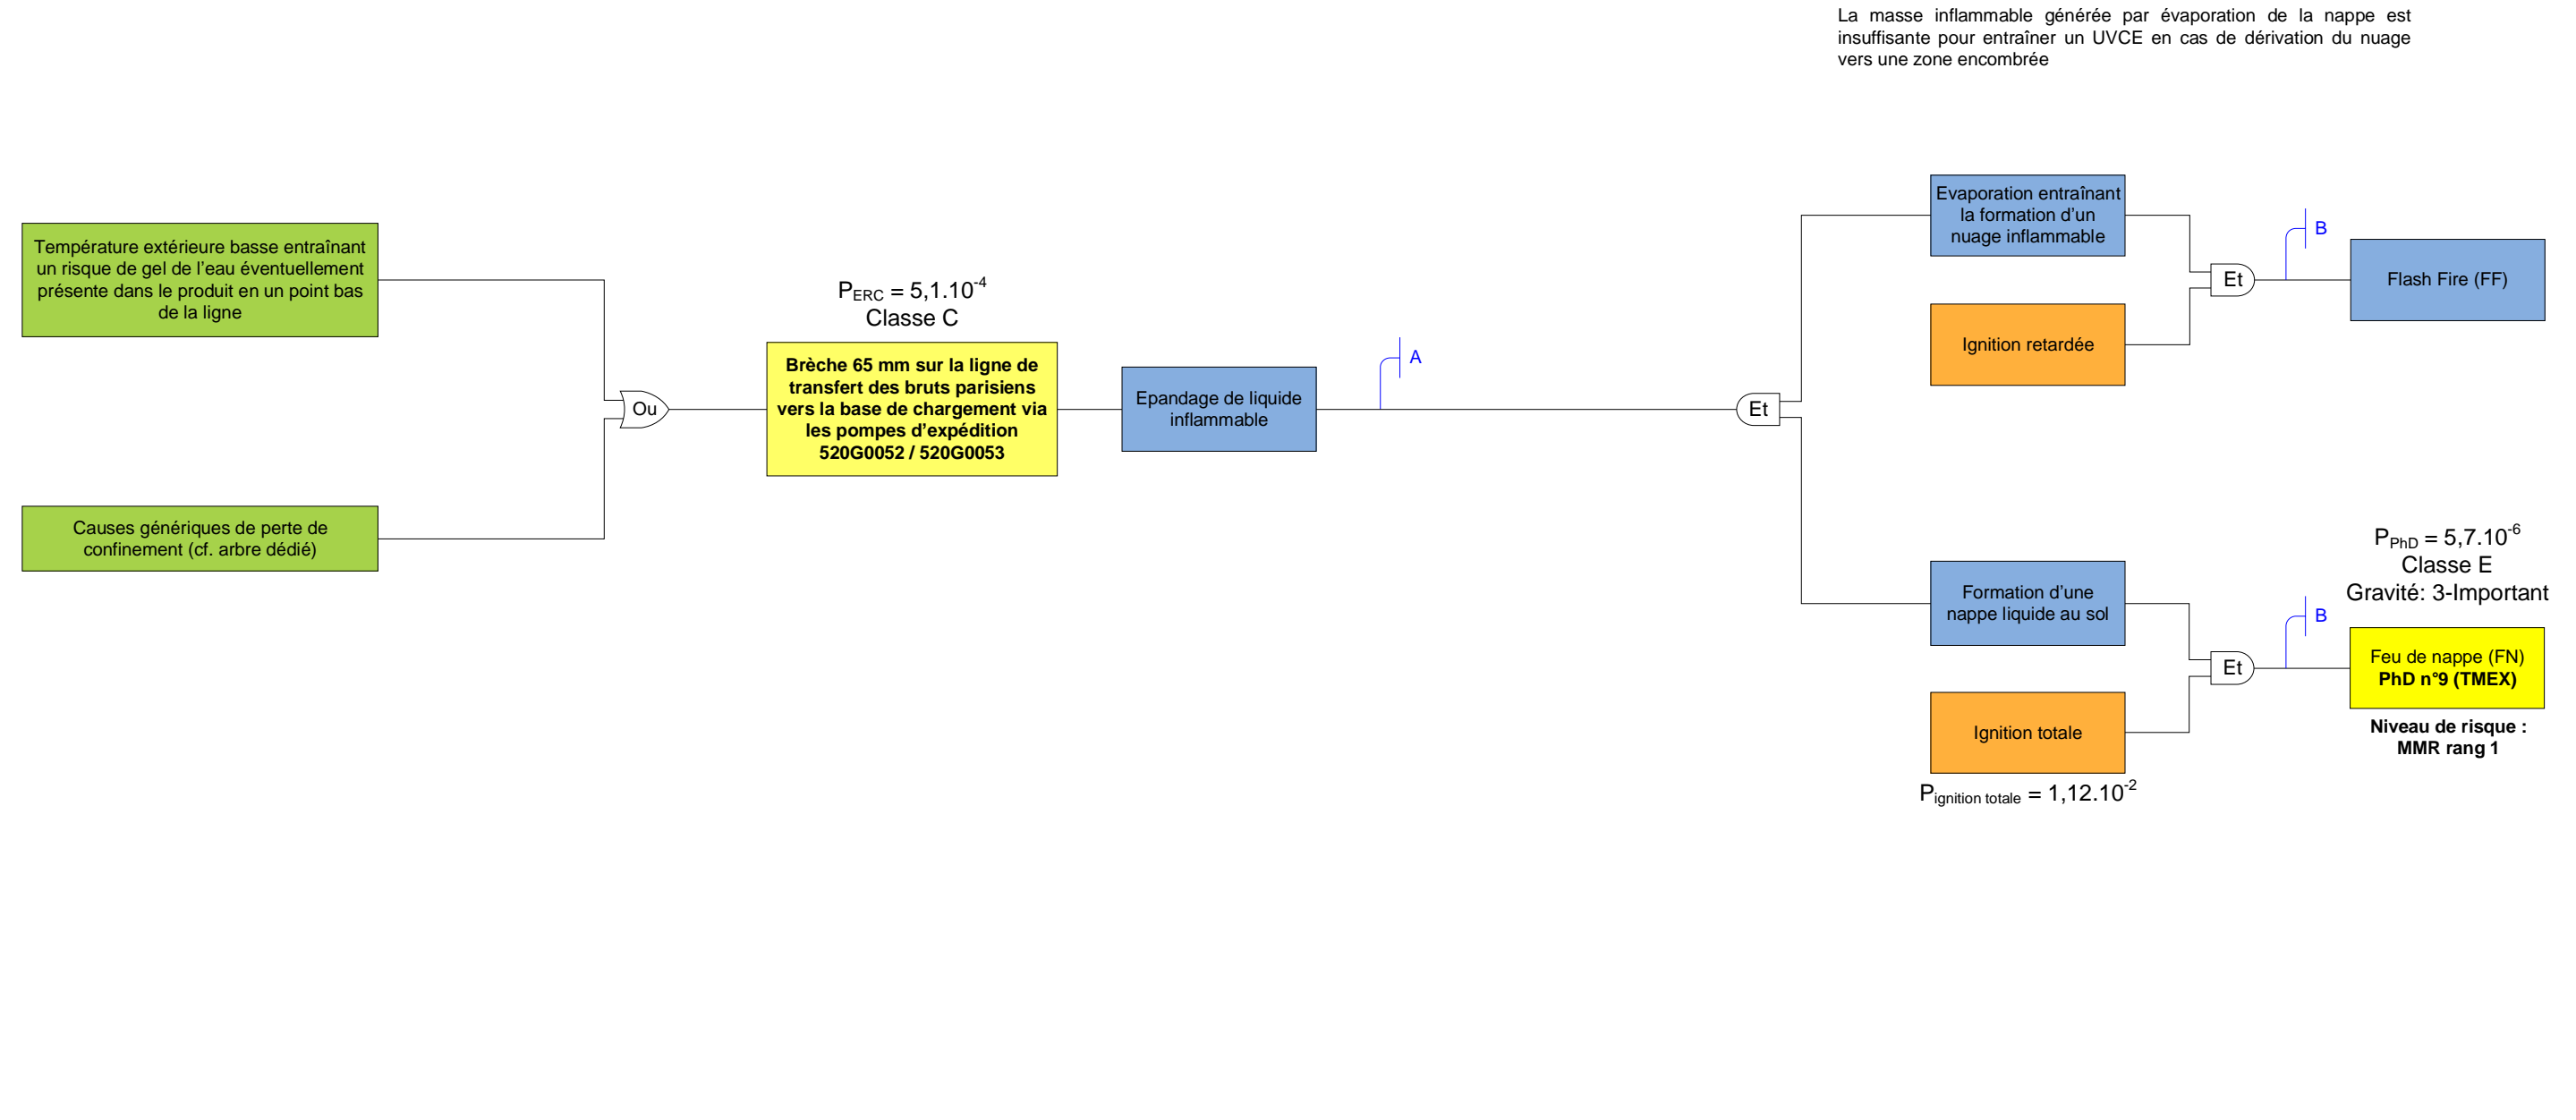 La masse inflammable générée par évaporation de la nappe est
insuffisante pour entraîner un UVCE en cas de dérivation du nuage
vers une zone encombrée
Température extérieure basse entraînant
un risque de gel de l'eau éventuellement
présente dans le produit en un point bas
de la ligne
Causes génériques de perte de
confinement (cf. arbre dédié)
Ou
P_ERC = 5,1.10^-4
Classe C
Brèche 65 mm sur la ligne de
transfert des bruts parisiens
vers la base de chargement via
les pompes d'expédition
520G0052 / 520G0053
Epandage de liquide
inflammable
A
Et
Evaporation entraînant
la formation d'un
nuage inflammable
Ignition retardée
Et
B
Flash Fire (FF)
Formation d'une
nappe liquide au sol
Ignition totale
P_ignition totale = 1,12.10^-2
Et
B
P_PhD = 5,7.10^-6
Classe E
Gravité: 3-Important
Feu de nappe (FN)
PhD n°9 (TMEX)
Niveau de risque :
MMR rang 1